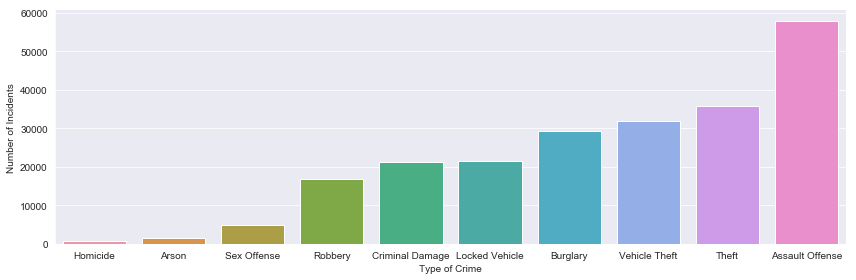 60000
50000
40000
30000
20000
10000
0
Number of Incidents
Homicide Arson Sex Offense Robbery Criminal Damage Locked Vehicle Burglary Vehicle Theft Theft Assault Offense
Type of Crime